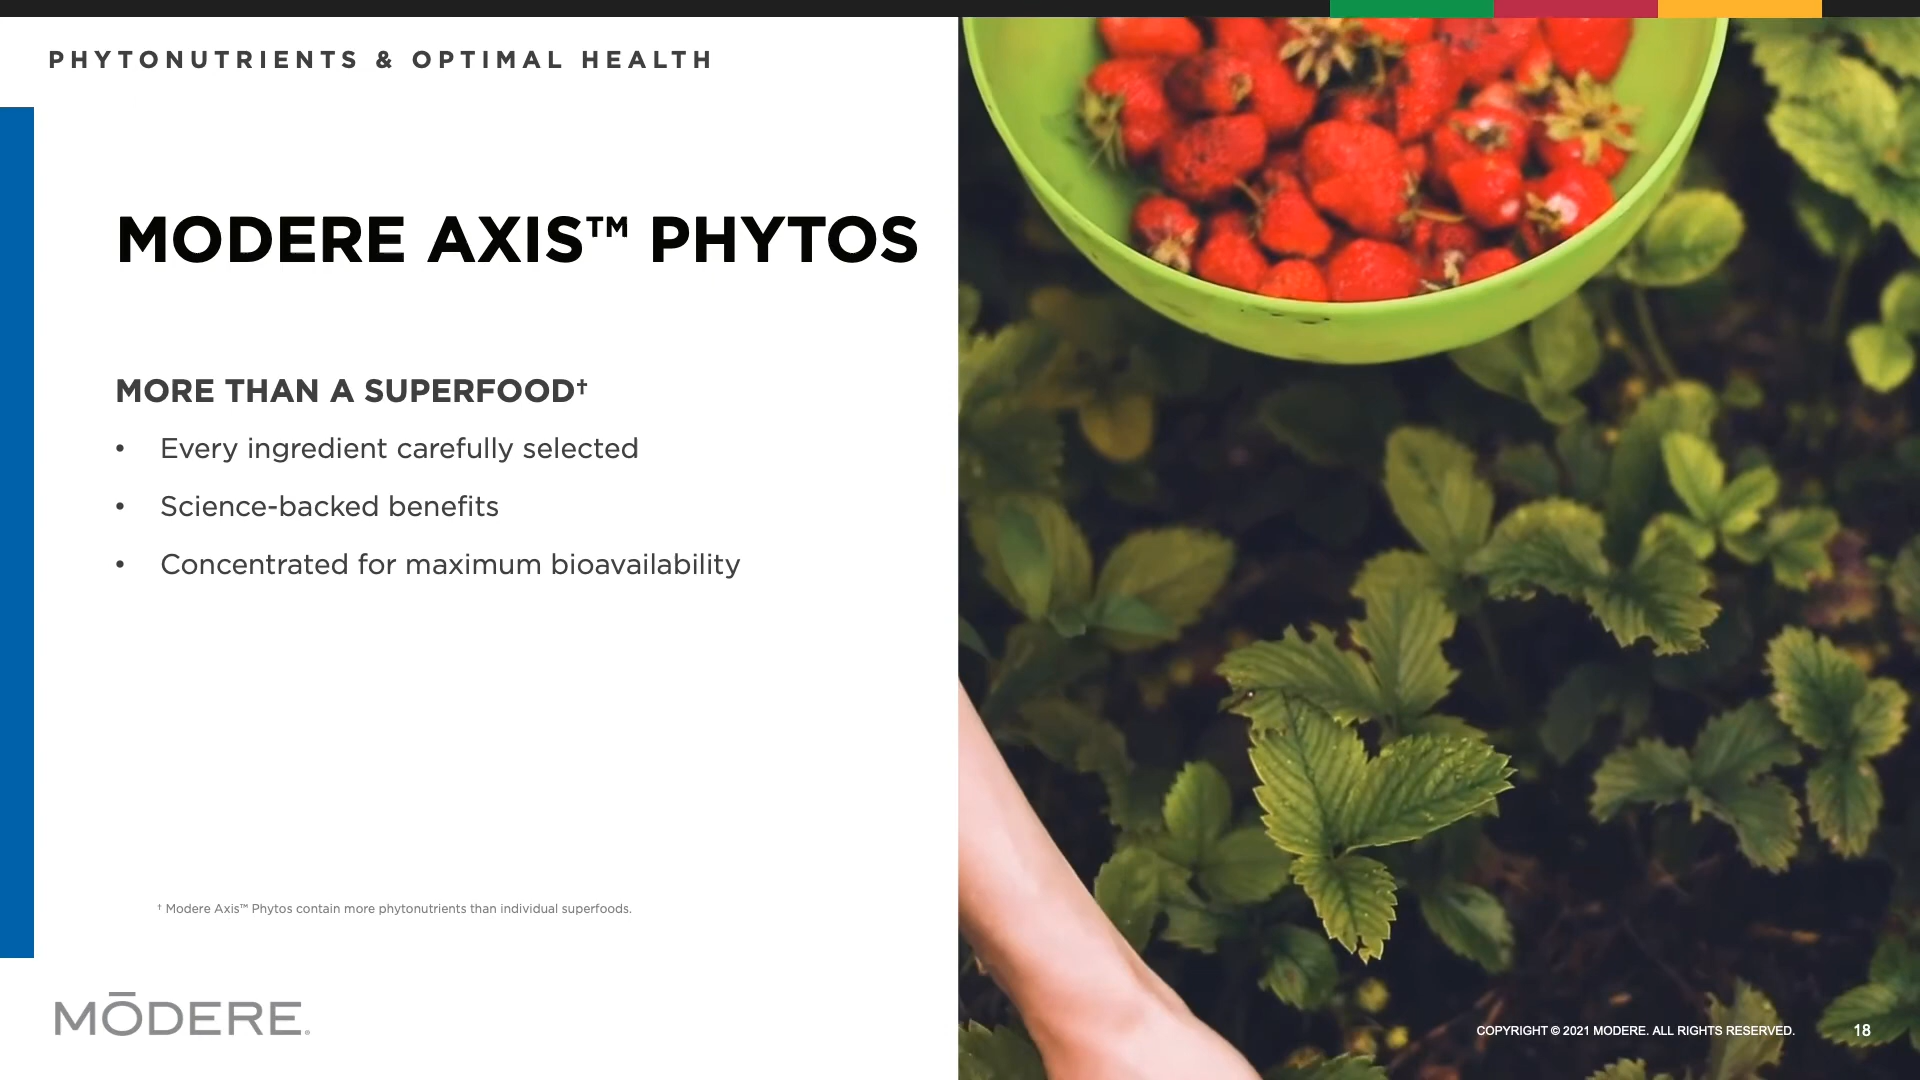 PHYTONUTRIENTS & OPTIMAL HEALTH
MODERE AXIS™ PHYTOS
MORE THAN A SUPERFOOD†
• Every ingredient carefully selected
• Science-backed benefits
• Concentrated for maximum bioavailability
† Modere Axis™ Phytos contain more phytonutrients than individual superfoods.
MŌDERE®
COPYRIGHT © 2021 MODERE. ALL RIGHTS RESERVED.
18